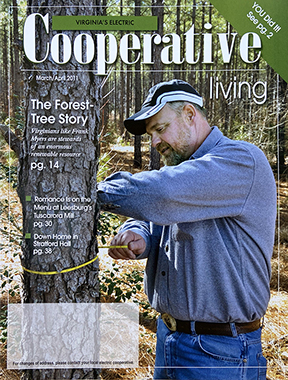 VIRGINIA'S ELECTRIC
Cooperative
living
You Did It!
See pg. 2
March/April 2011
The Forest-
Tree Story
Virginians like Frank
Myers are stewards
of an enormous
renewable resource
pg. 14
Romance Is on the
Menu at Leesburg's
Tuscarora Mill
pg. 30
Down Home in
Stratford Hall
pg. 38
For changes of address, please contact your local electric cooperative.